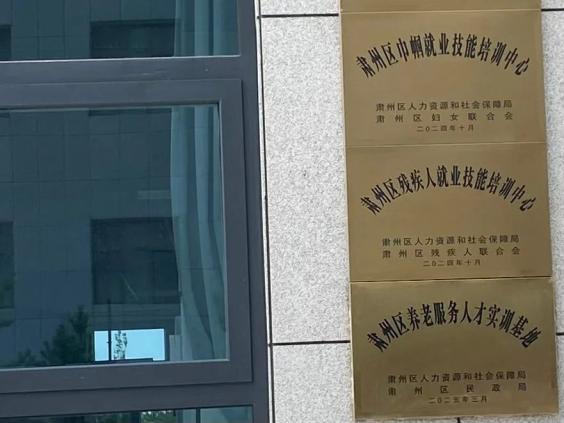 肃州区巾帼就业技能培训中心
肃州区人力资源和社会保障局
肃州区妇女联合会
二〇二四年十月
肃州区残疾人就业技能培训中心
肃州区人力资源和社会保障局
肃州区残疾人联合会
二〇二四年十月
肃州区养老服务人才实训基地
肃州区人力资源和社会保障局
肃州区民政局
二〇二五年三月